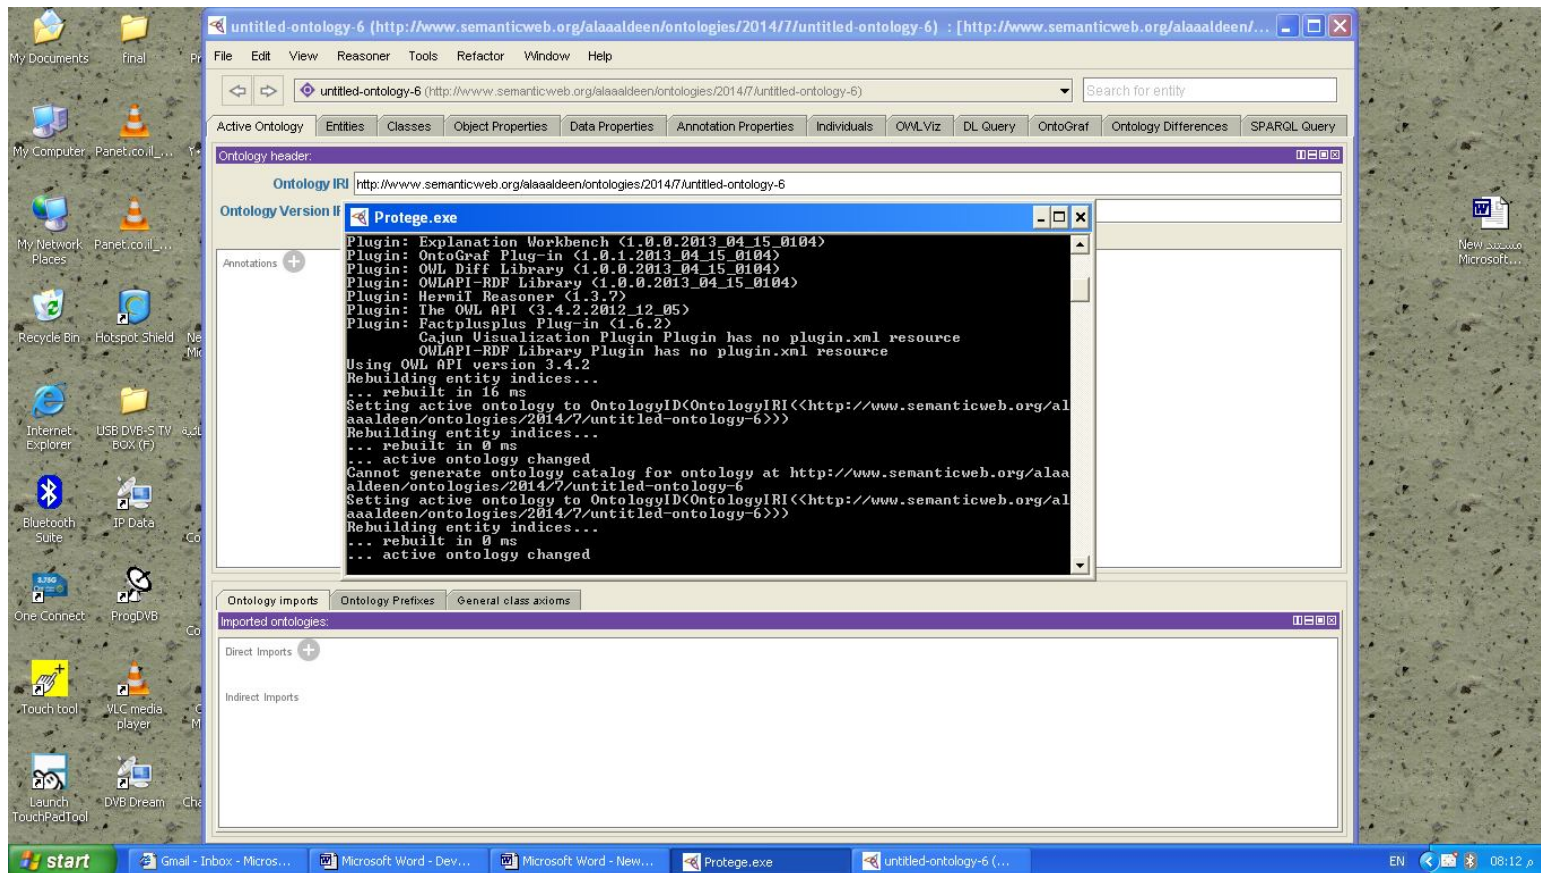 untitled-ontology-6 (http://www.semanticweb.org/alaaaldeen/ontologies/2014/7/untitled-ontology-6) : [http://www.semanticweb.org/alaaaldeen/...
File Edit View Reasoner Tools Refactor Window Help
untitled-ontology-6 (http://www.semanticweb.org/alaaaldeen/ontologies/2014/7/untitled-ontology-6)
Search for entity
Active Ontology Entities Classes Object Properties Data Properties Annotation Properties Individuals OWLViz DL Query OntoGraf Ontology Differences SPARQL Query
Ontology header:
Ontology IRI http://www.semanticweb.org/alaaaldeen/ontologies/2014/7/untitled-ontology-6
Ontology Version IR
Annotations
Protege.exe
Plugin: Explanation Workbench (1.0.0.2013_04_15_0104)
Plugin: OntoGraf Plug-in (1.0.1.2013_04_15_0104)
Plugin: OWL Diff Library (1.0.0.2013_04_15_0104)
Plugin: OWLAPI-RDF Library (1.0.0.2013_04_15_0104)
Plugin: HermiT Reasoner (1.3.7)
Plugin: The OWL API (3.4.2.2012_12_05)
Plugin: Factplusplus Plug-in (1.6.2)
Cajun Visualization Plugin Plugin has no plugin.xml resource
OWLAPI-RDF Library Plugin has no plugin.xml resource
Using OWL API version 3.4.2
Rebuilding entity indices...
... rebuilt in 16 ms
Setting active ontology to OntologyID(OntologyIRI(<http://www.semanticweb.org/al
aaaldeen/ontologies/2014/7/untitled-ontology-6>))
Rebuilding entity indices...
... rebuilt in 0 ms
... active ontology changed
Cannot generate ontology catalog for ontology at http://www.semanticweb.org/alaa
aldeen/ontologies/2014/7/untitled-ontology-6
Setting active ontology to OntologyID(OntologyIRI(<http://www.semanticweb.org/al
aaaldeen/ontologies/2014/7/untitled-ontology-6>))
Rebuilding entity indices...
... rebuilt in 0 ms
... active ontology changed
Ontology imports Ontology Prefixes General class axioms
Imported ontologies:
Direct Imports
Indirect Imports
My Documents final
My Computer Panet.co.il_...
My Network Places
Panet.co.il_...
Recycle Bin Hotspot Shield
Internet Explorer
USB DVB-S TV BOX (F)
Bluetooth Suite
IP Data
One Connect ProgDVB
Touch tool
VLC media player
Launch TouchPadTool
DVB Dream
New مستند
Microsoft...
start
Gmail - Inbox - Micros...
Microsoft Word - Dev...
Microsoft Word - New...
Protege.exe
untitled-ontology-6 (...
EN
08:12 م